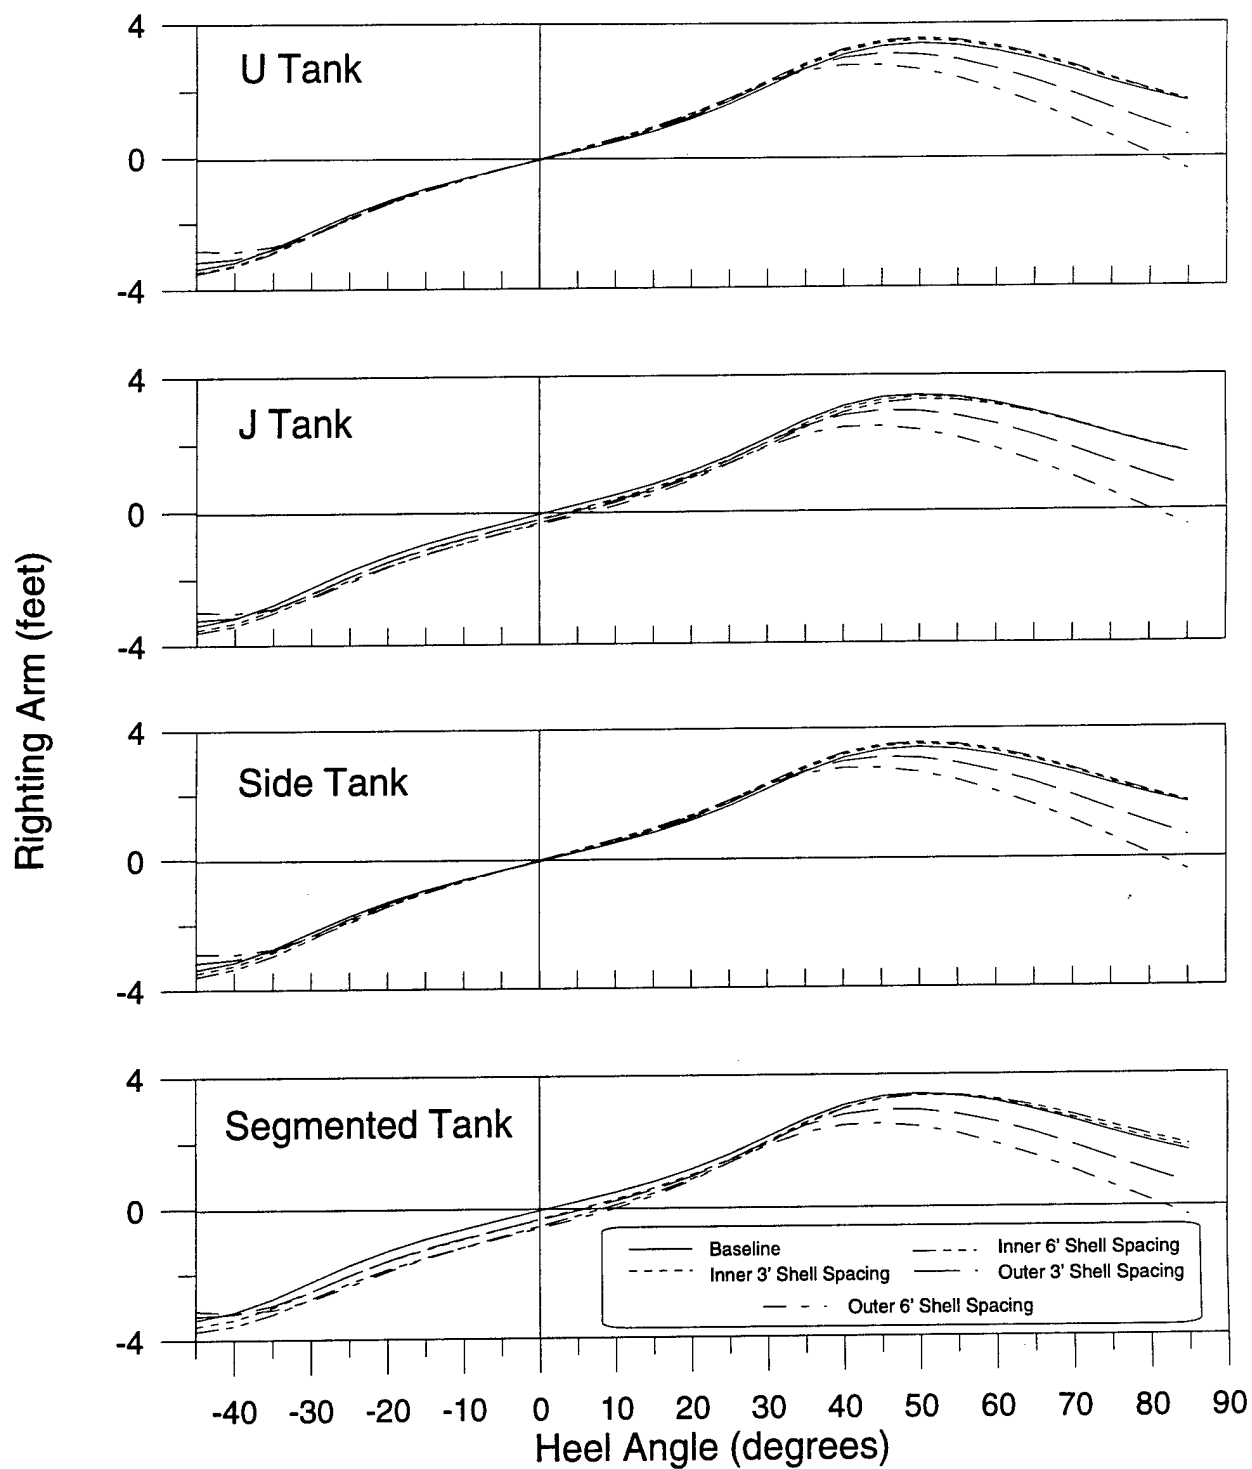 4
U Tank
0
-4
4
J Tank
0
-4
4
Side Tank
0
-4
4
Segmented Tank
0
-4
Righting Arm (feet)
Baseline
Inner 6' Shell Spacing
Inner 3' Shell Spacing
Outer 3' Shell Spacing
Outer 6' Shell Spacing
-40 -30 -20 -10 0 10 20 30 40 50 60 70 80 90
Heel Angle (degrees)